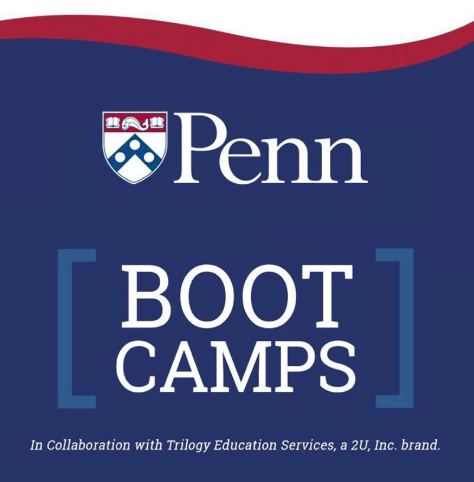 Penn
BOOT
CAMPS
In Collaboration with Trilogy Education Services, a 2U, Inc. brand.